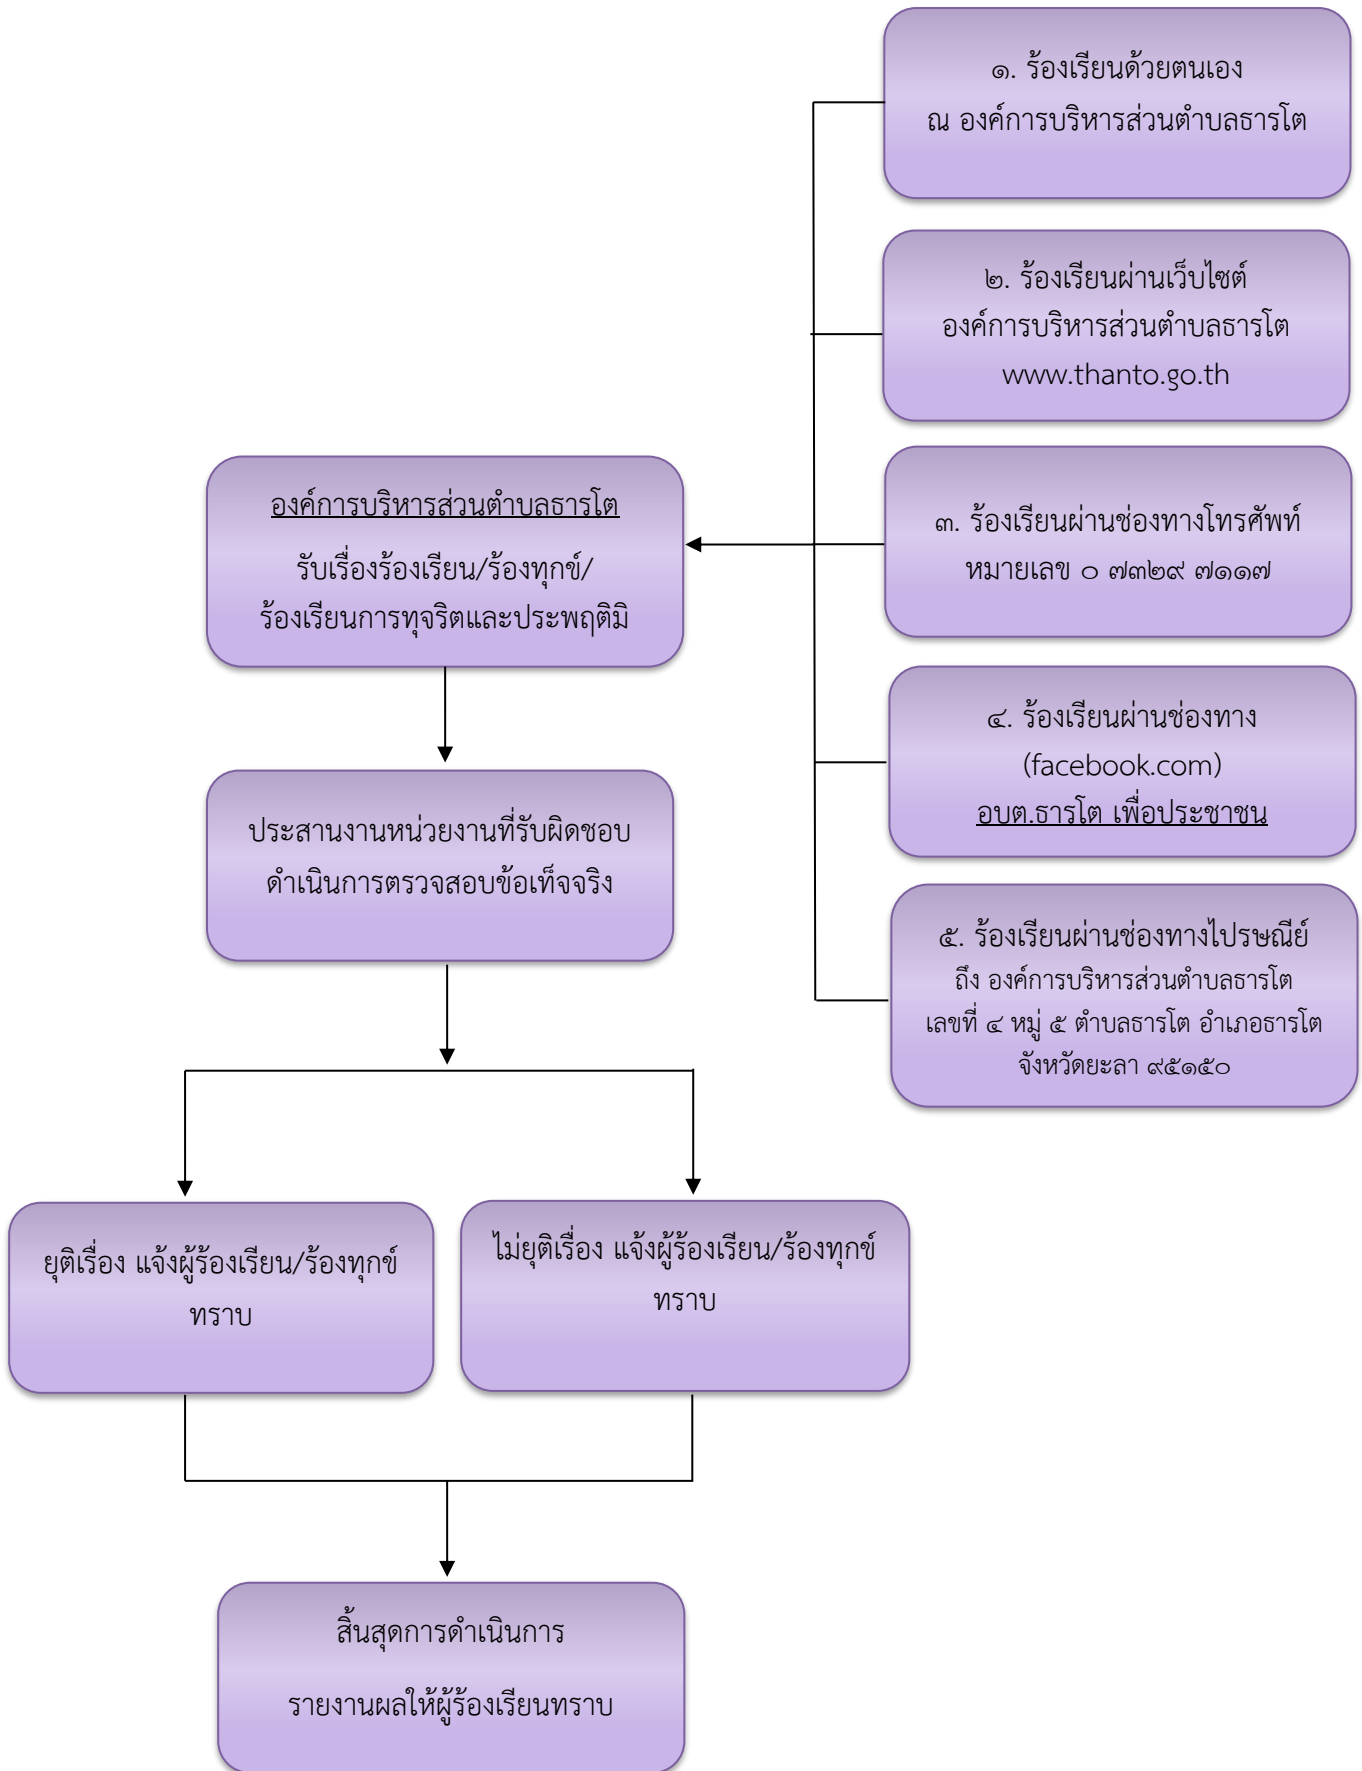 ๑. ร้องเรียนด้วยตนเอง
ณ องค์การบริหารส่วนตำบลธารโต
๒. ร้องเรียนผ่านเว็บไซต์
องค์การบริหารส่วนตำบลธารโต
www.thanto.go.th
๓. ร้องเรียนผ่านช่องทางโทรศัพท์
หมายเลข ๐ ๗๓๒๙ ๗๑๑๗
๔. ร้องเรียนผ่านช่องทาง
(facebook.com)
อบต.ธารโต เพื่อประชาชน
๕. ร้องเรียนผ่านช่องทางไปรษณีย์
ถึง องค์การบริหารส่วนตำบลธารโต
เลขที่ ๔ หมู่ ๕ ตำบลธารโต อำเภอธารโต
จังหวัดยะลา ๙๕๑๕๐
องค์การบริหารส่วนตำบลธารโต
รับเรื่องร้องเรียน/ร้องทุกข์/
ร้องเรียนการทุจริตและประพฤติมิ
ประสานงานหน่วยงานที่รับผิดชอบ
ดำเนินการตรวจสอบข้อเท็จจริง
ยุติเรื่อง แจ้งผู้ร้องเรียน/ร้องทุกข์
ทราบ
ไม่ยุติเรื่อง แจ้งผู้ร้องเรียน/ร้องทุกข์
ทราบ
สิ้นสุดการดำเนินการ
รายงานผลให้ผู้ร้องเรียนทราบ